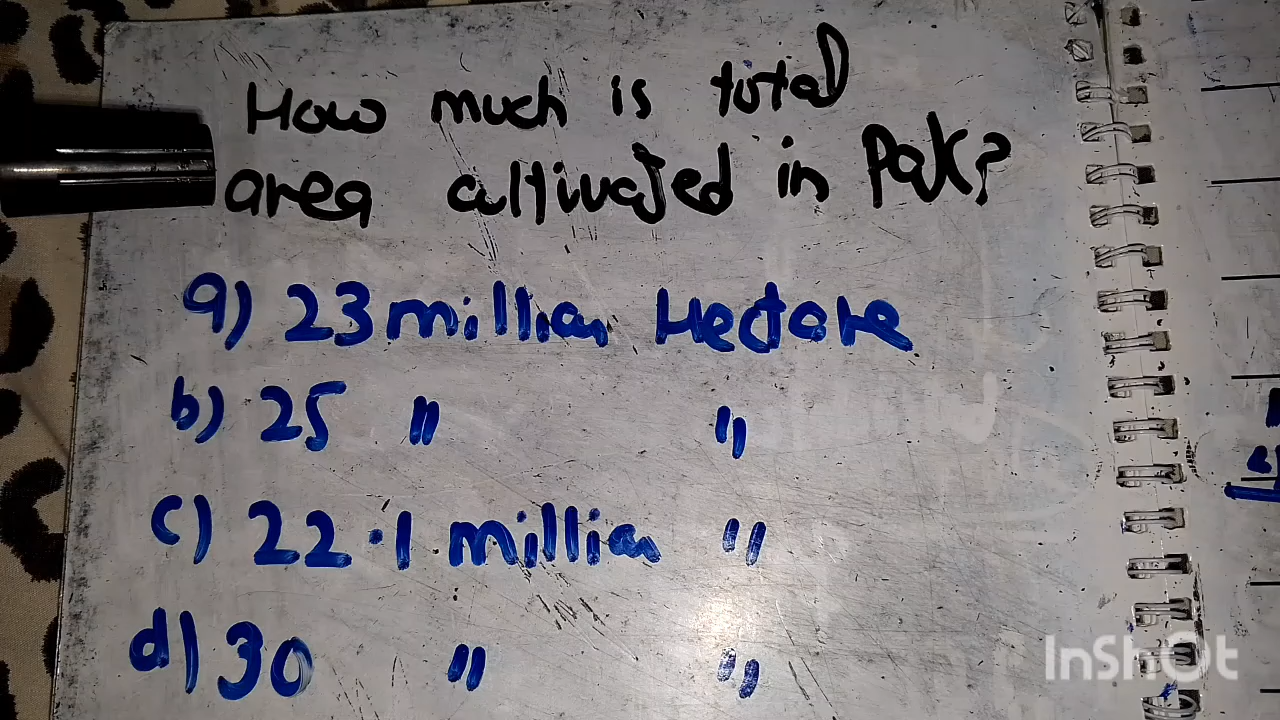 How much is total
area cultivated in Pak?
a) 23 million Hectare
b) 25 " "
c) 22.1 million "
d) 30 " "
InShOt